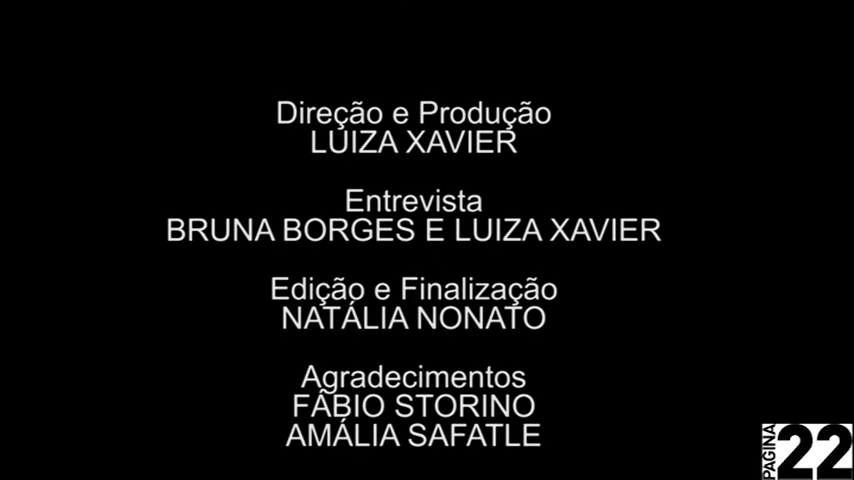 Direção e Produção
LUIZA XAVIER
Entrevista
BRUNA BORGES E LUIZA XAVIER
Edição e Finalização
NATÁLIA NONATO
Agradecimentos
FÁBIO STORINO
AMÁLIA SAFATLE
PAGINA
22